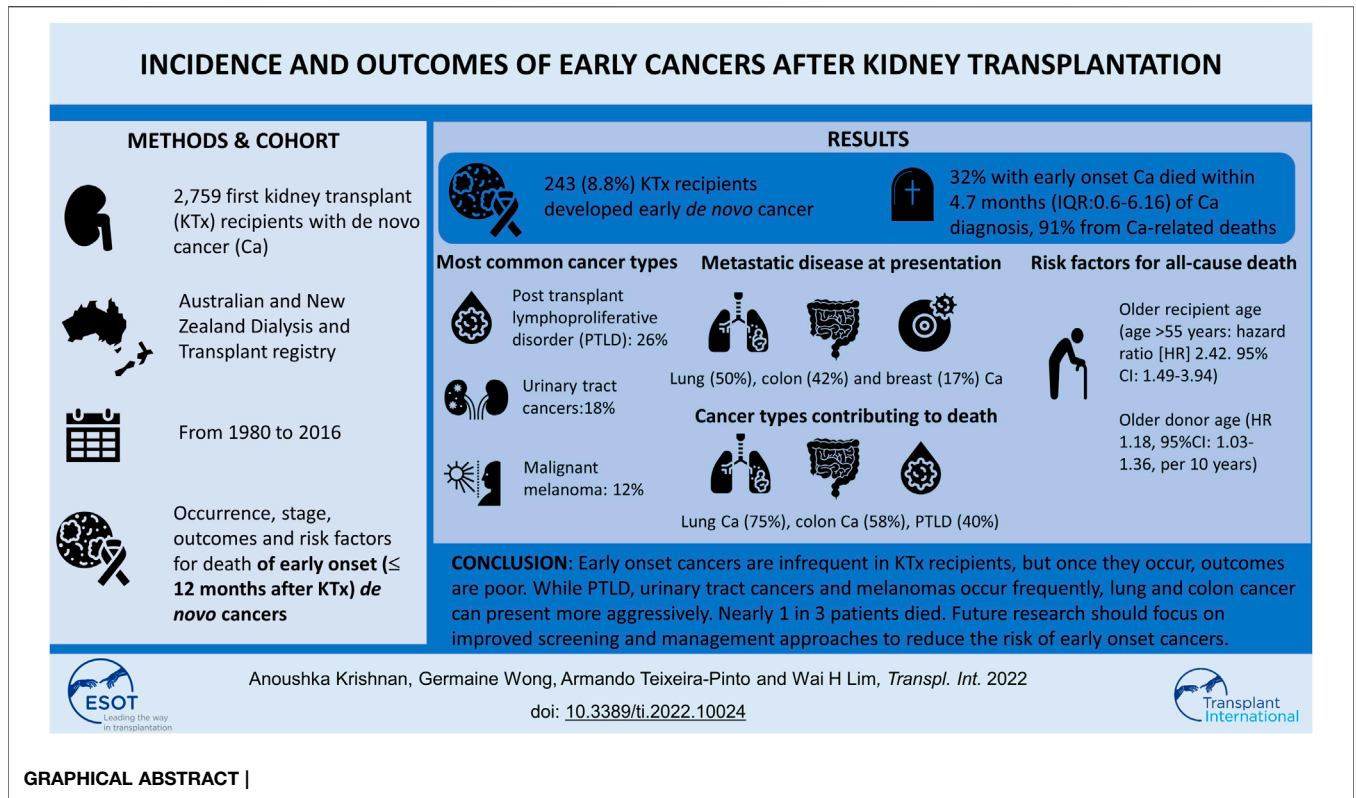 INCIDENCE AND OUTCOMES OF EARLY CANCERS AFTER KIDNEY TRANSPLANTATION
METHODS & COHORT
2,759 first kidney transplant
(KTx) recipients with de novo
cancer (Ca)
Australian and New
Zealand Dialysis and
Transplant registry
From 1980 to 2016
Occurrence, stage,
outcomes and risk factors
for death of early onset (≤
12 months after KTx) de
novo cancers
RESULTS
243 (8.8%) KTx recipients
developed early de novo cancer
32% with early onset Ca died within
4.7 months (IQR:0.6-6.16) of Ca
diagnosis, 91% from Ca-related deaths
Most common cancer types
Post transplant
lymphoproliferative
disorder (PTLD): 26%
Urinary tract
cancers:18%
Malignant
melanoma: 12%
Metastatic disease at presentation
Lung (50%), colon (42%) and breast (17%) Ca
Cancer types contributing to death
Lung Ca (75%), colon Ca (58%), PTLD (40%)
Risk factors for all-cause death
Older recipient age
(age >55 years: hazard
ratio [HR] 2.42. 95%
CI: 1.49-3.94)
Older donor age (HR
1.18, 95%CI: 1.03-
1.36, per 10 years)
CONCLUSION: Early onset cancers are infrequent in KTx recipients, but once they occur, outcomes
are poor. While PTLD, urinary tract cancers and melanomas occur frequently, lung and colon cancer
can present more aggressively. Nearly 1 in 3 patients died. Future research should focus on
improved screening and management approaches to reduce the risk of early onset cancers.
ESOT
Leading the way
in transplantation
Anoushka Krishnan, Germaine Wong, Armando Teixeira-Pinto and Wai H Lim, Transpl. Int. 2022
doi: 10.3389/ti.2022.10024
Transplant
International
GRAPHICAL ABSTRACT |